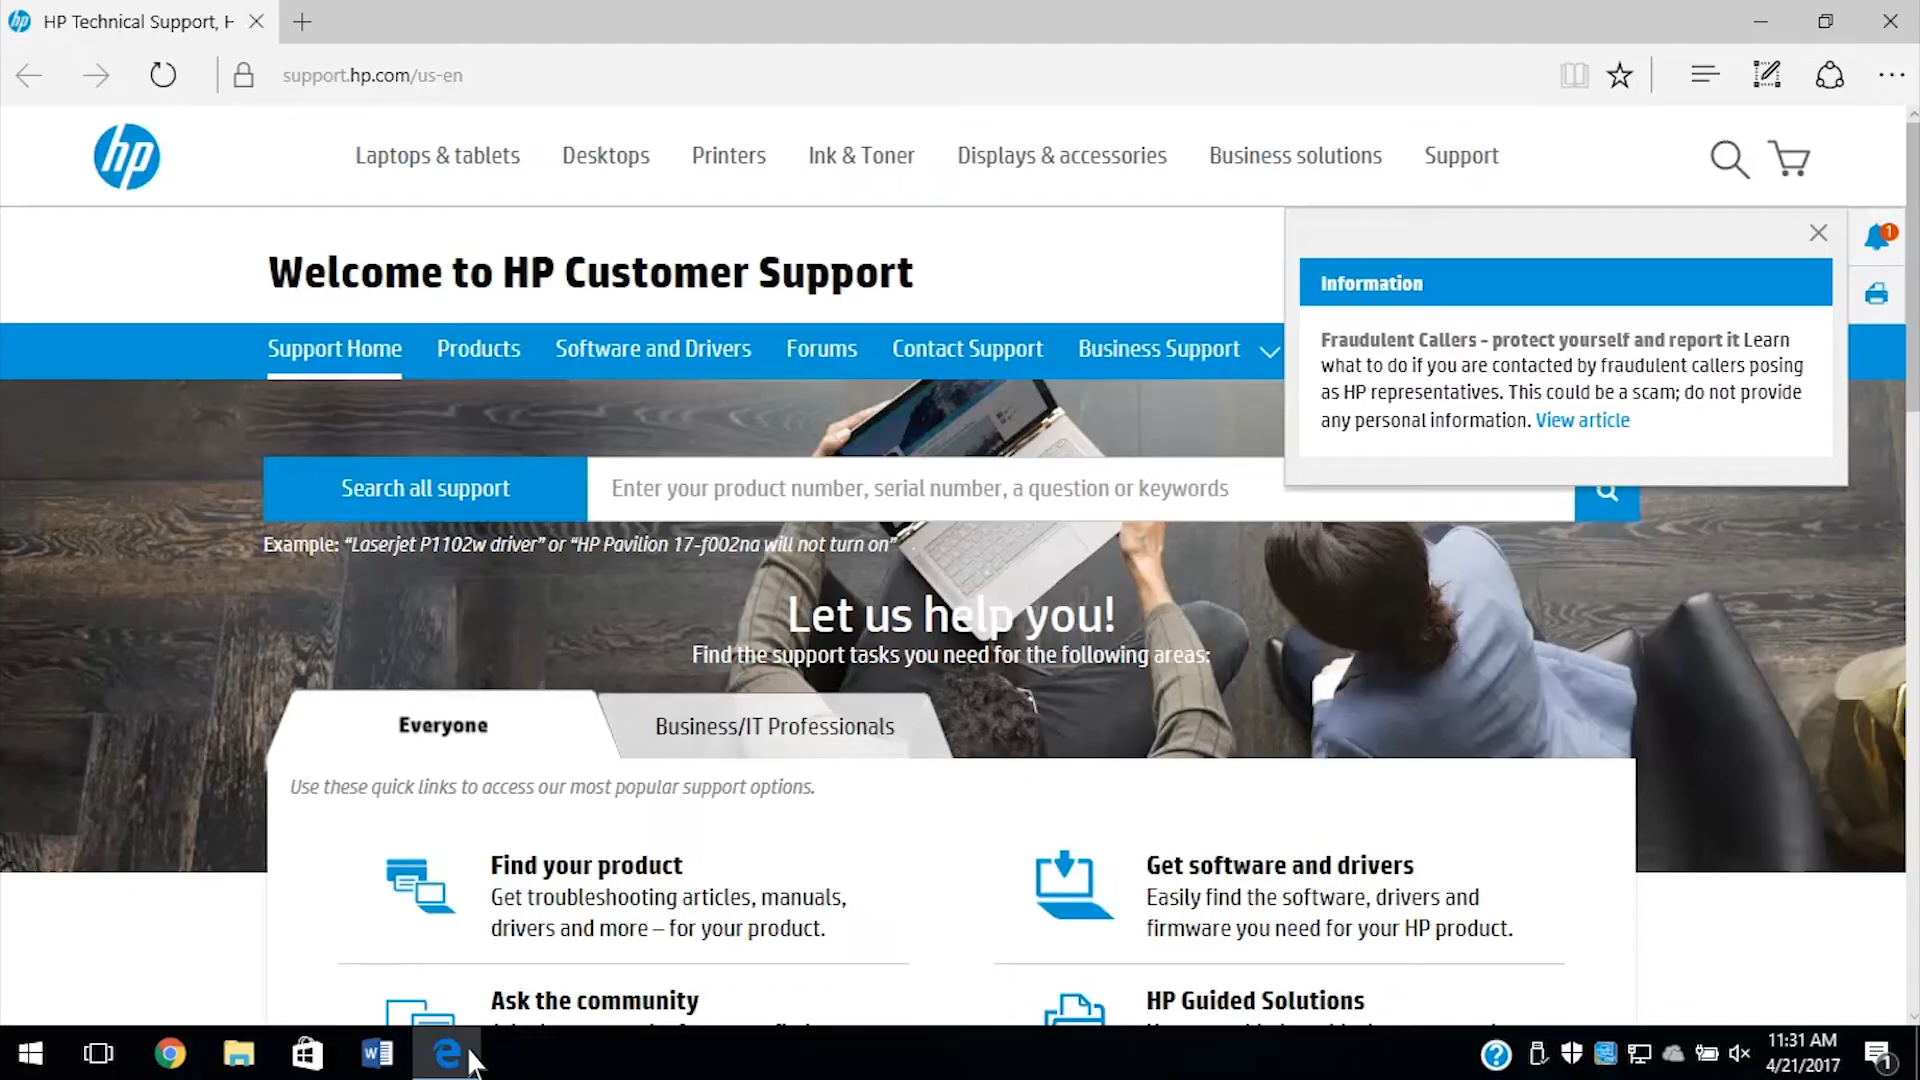 HP Technical Support, H
support.hp.com/us-en
hp
Laptops & tablets Desktops Printers Ink & Toner Displays & accessories Business solutions Support
Welcome to HP Customer Support
1
Information
Fraudulent Callers - protect yourself and report it Learn
what to do if you are contacted by fraudulent callers posing
as HP representatives. This could be a scam; do not provide
any personal information. View article
Support Home Products Software and Drivers Forums Contact Support Business Support
Search all support Enter your product number, serial number, a question or keywords
Example: “Laserjet P1102w driver” or “HP Pavilion 17-f002na will not turn on”
Let us help you!
Find the support tasks you need for the following areas:
Everyone Business/IT Professionals
Use these quick links to access our most popular support options.
Find your product
Get troubleshooting articles, manuals,
drivers and more – for your product.
Get software and drivers
Easily find the software, drivers and
firmware you need for your HP product.
Ask the community
HP Guided Solutions
11:31 AM
4/21/2017
1